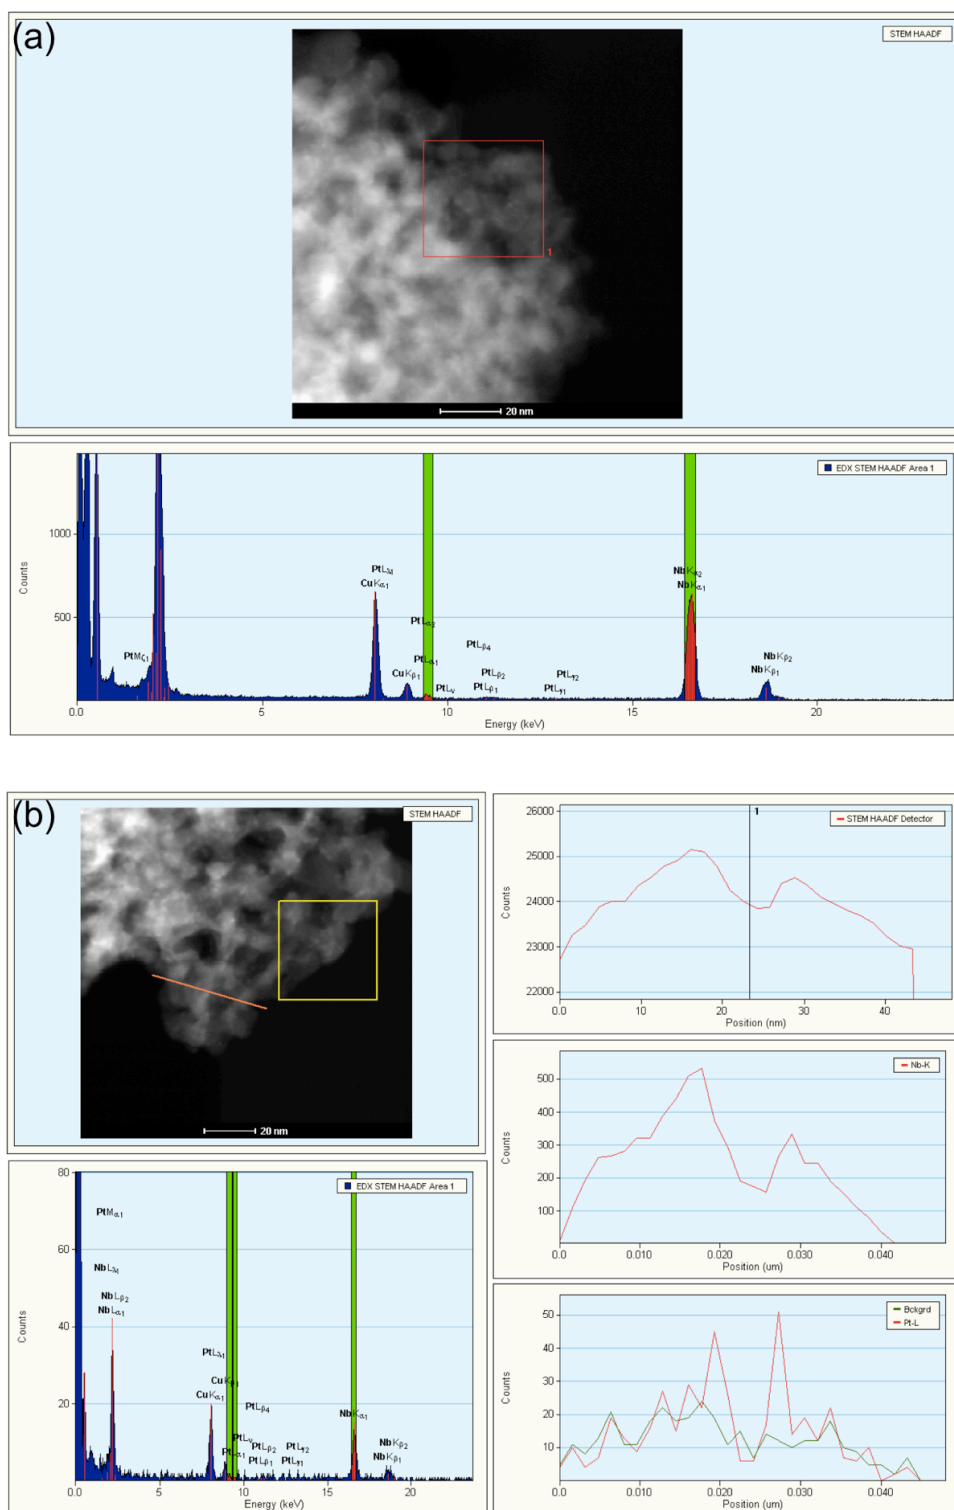 (a)
STEM HAADF
1
20 nm
EDX STEM HAADF Area 1
1000
500
Counts
PtMζ1
PtLλ1
CuKα1
CuKβ1
PtLα2
PtLα1
PtLν
PtLβ4
PtLβ2
PtLβ1
PtLγ2
PtLγ1
NbKα2
NbKα1
NbKβ2
NbKβ1
0.0 5 10 15 20
Energy (keV)
(b)
STEM HAADF
20 nm
EDX STEM HAADF Area 1
80
60
40
20
Counts
PtMα1
NbLλ1
NbLβ2
NbLα1
PtLλ1
CuKβ1
CuKα1
PtLβ4
PtLν
PtLα1
PtLβ2
PtLβ1
PtLγ2
PtLγ1
NbKα1
NbKβ2
NbKβ1
0.0 5 10 15 20
Energy (keV)
1
STEM HAADF Detector
26000
25000
24000
23000
22000
Counts
0.0 10 20 30 40
Position (nm)
Nb-K
500
400
300
200
100
Counts
0.0 0.010 0.020 0.030 0.040
Position (um)
Bckgrd
Pt-L
50
40
30
20
10
Counts
0.0 0.010 0.020 0.030 0.040
Position (um)